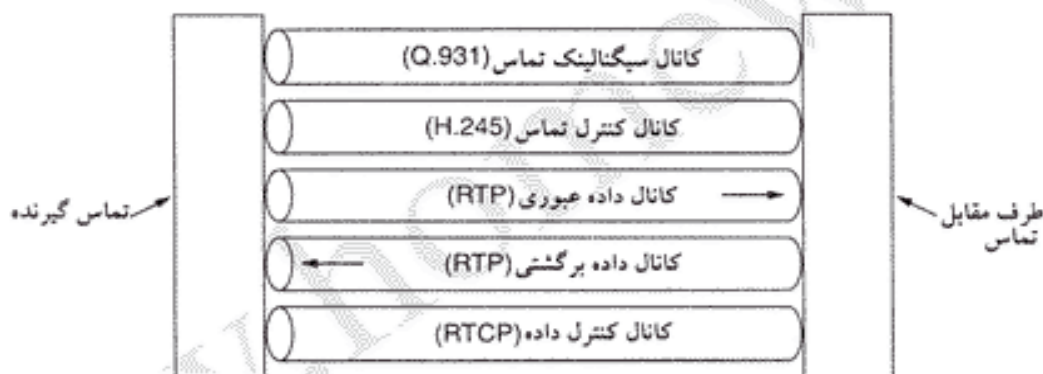 کانال سیگنالینک تماس (Q.931)
کانال کنترل تماس (H.245)
کانال داده عبوری (RTP)
کانال داده برگشتی (RTP)
کانال کنترل داده (RTCP)
طرف مقابل
تماس
تماس گیرنده